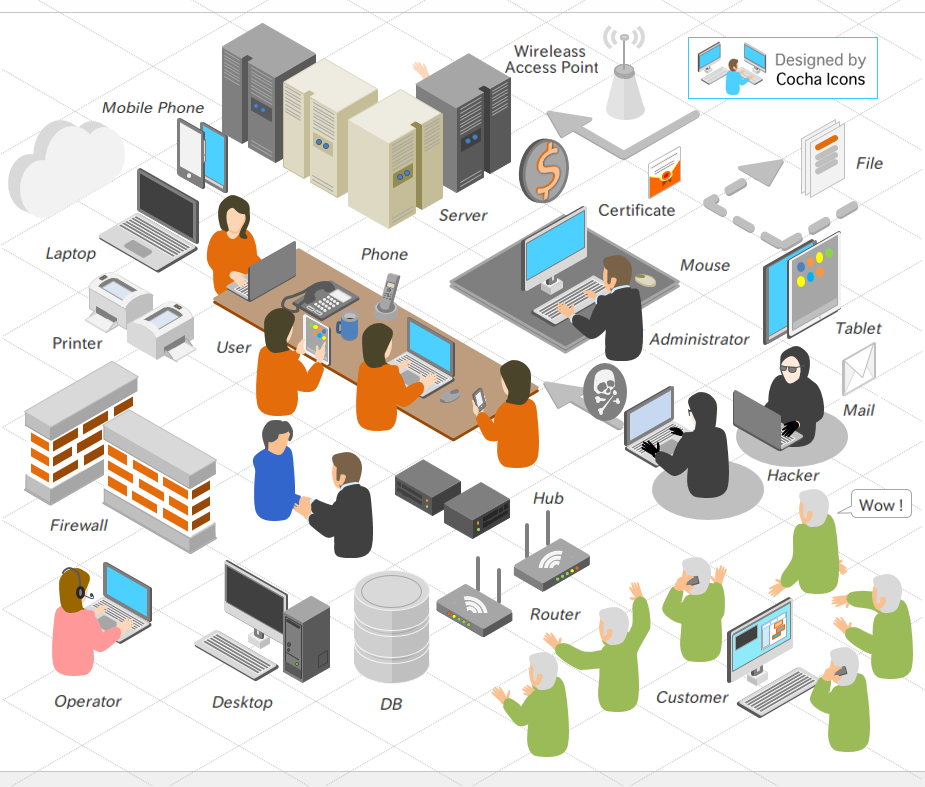 Wireleass
Access Point
Designed by
Cocha Icons
Mobile Phone
File
Certificate
Server
Laptop
Phone
Mouse
Tablet
Printer
User
Administrator
Mail
Hacker
Hub
Wow !
Firewall
Router
Operator
Desktop
DB
Customer